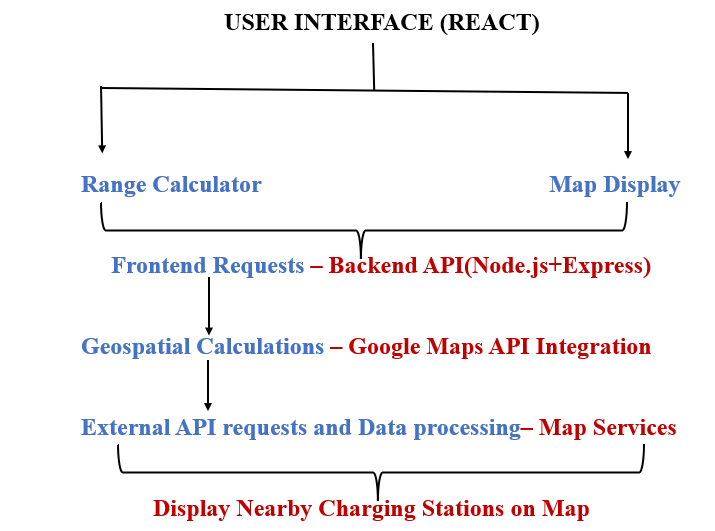 USER INTERFACE (REACT)
Range Calculator
Map Display
Frontend Requests – Backend API(Node.js+Express)
Geospatial Calculations – Google Maps API Integration
External API requests and Data processing– Map Services
Display Nearby Charging Stations on Map